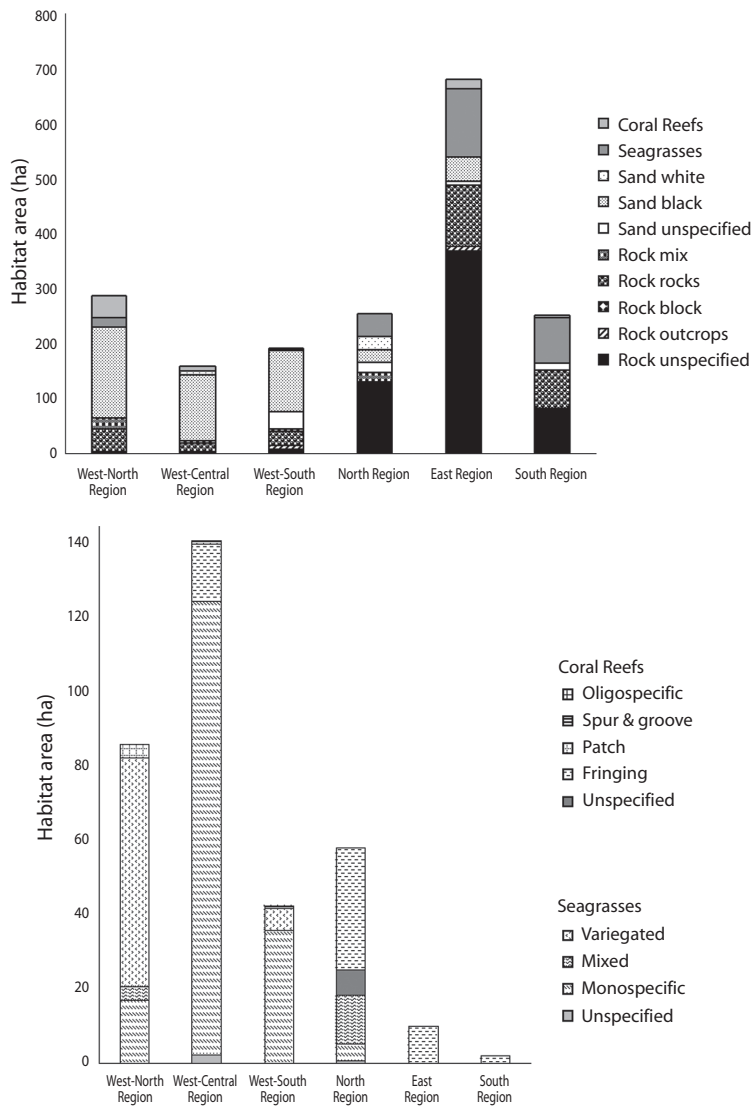 800
700
600
500
400
300
200
100
0
Habitat area (ha)
West-North
Region
West-Central
Region
West-South
Region
North Region
East Region
South Region
Coral Reefs
Seagrasses
Sand white
Sand black
Sand unspecified
Rock mix
Rock rocks
Rock block
Rock outcrops
Rock unspecified
140
120
100
80
60
40
20
0
Habitat area (ha)
West-North
Region
West-Central
Region
West-South
Region
North
Region
East
Region
South
Region
Coral Reefs
Oligospecific
Spur & groove
Patch
Fringing
Unspecified
Seagrasses
Variegated
Mixed
Monospecific
Unspecified